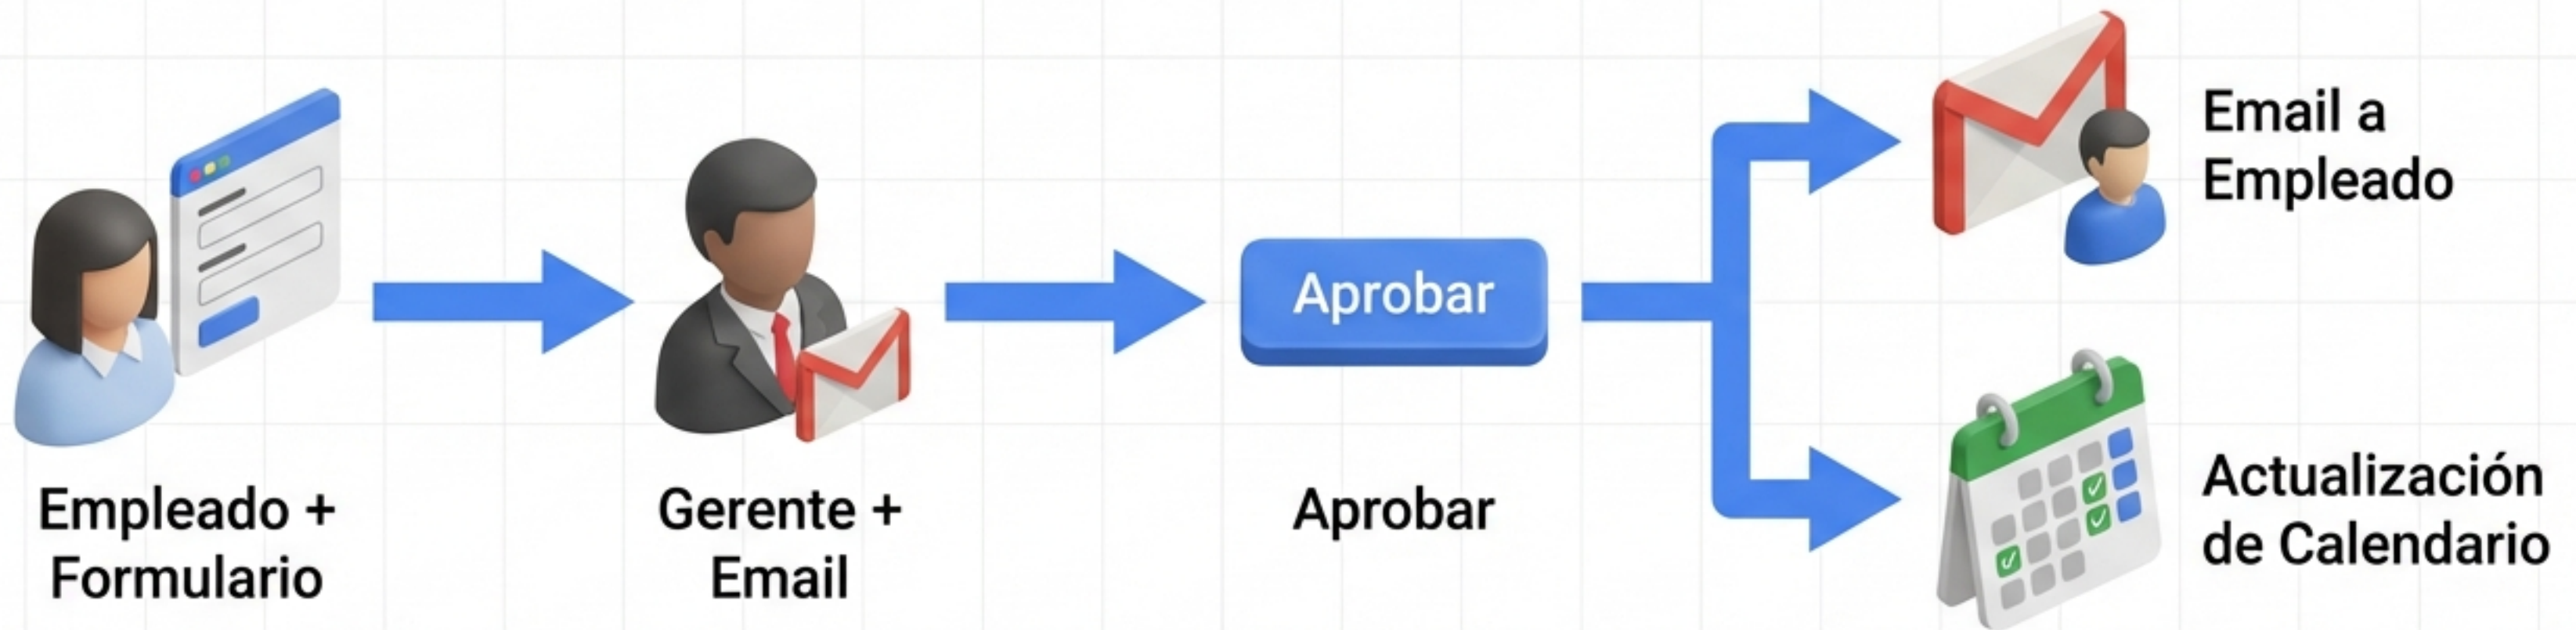 Empleado +
Formulario
Gerente +
Email
Aprobar
Aprobar
Email a
Empleado
Actualización
de Calendario